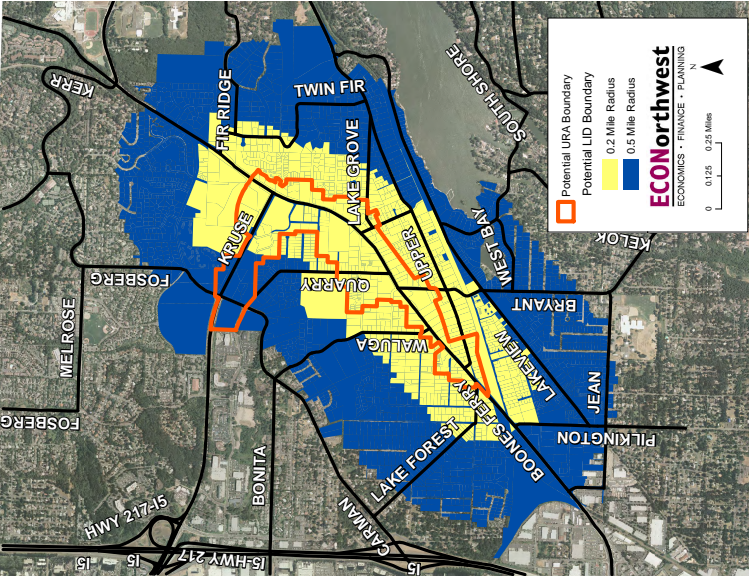 KERR
FIR RIDGE
TWIN FIR
SOUTH SHORE
LAKE GROVE
KRUSE
FOSBERG
MELROSE
FOSBERG
QUARRY
UPPER
WEST BAY
KELOK
BRYANT
WALUGA
LAKEVIEW
BOONES FERRY
JEAN
PILKINGTON
LAKE FOREST
BONITA
CARMAN
HWY 217-I5
I5-HWY 217
I5
I5
I5
Potential URA Boundary
Potential LID Boundary
0.2 Mile Radius
0.5 Mile Radius
ECONorthwest
ECONOMICS • FINANCE • PLANNING
N
0 0.125 0.25 Miles